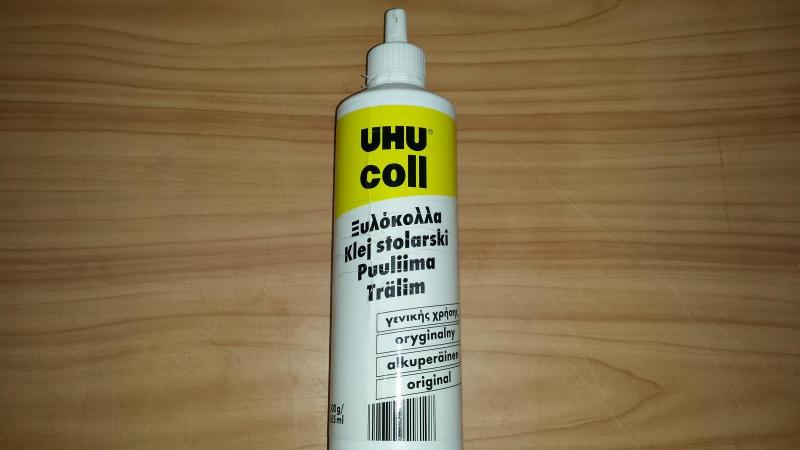 UHU®
coll
Ξυλόκολλα
Klej stolarski
Puuliima
Trälim
γενικής χρήσης
oryginalny
alkuperäinen
original